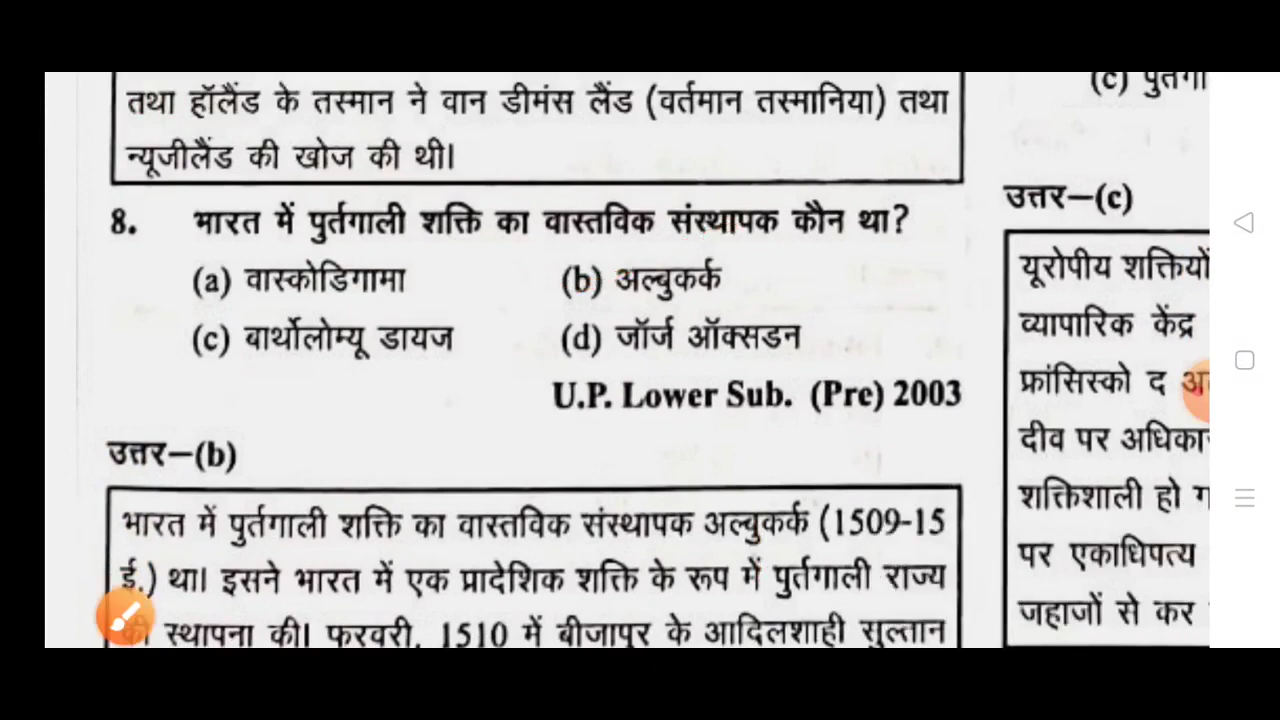 तथा हॉलैंड के तस्मान ने वान डीमंस लैंड (वर्तमान तस्मानिया) तथा
न्यूजीलैंड की खोज की थी।
8. भारत में पुर्तगाली शक्ति का वास्तविक संस्थापक कौन था?
(a) वास्कोडिगामा (b) अल्बुकर्क
(c) बार्थोलोम्यू डायज (d) जॉर्ज ऑक्सडन
U.P. Lower Sub. (Pre) 2003
उत्तर–(b)
भारत में पुर्तगाली शक्ति का वास्तविक संस्थापक अल्बुकर्क (1509-15
ई.) था। इसने भारत में एक प्रादेशिक शक्ति के रूप में पुर्तगाली राज्य
की स्थापना की। फरवरी, 1510 में बीजापुर के आदिलशाही सुल्तान
(c)
उत्तर–(c)
यूरोपीय शक्तियों
व्यापारिक केंद्र
फ्रांसिस्को द
दीव पर
शक्तिशाली हो
पर एकाधिपत्य
जहाजों से कर